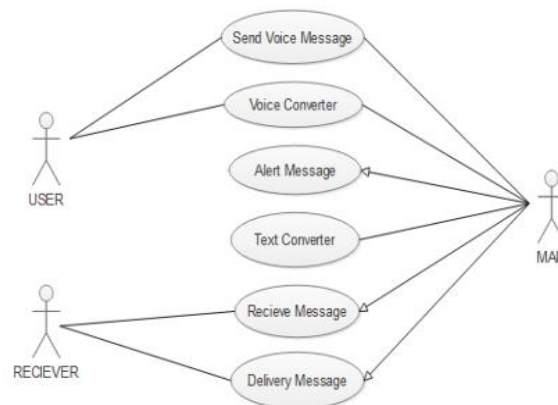 Send Voice Message
Voice Converter
Alert Message
USER
Text Converter
Recieve Message
RECIEVER
Delivery Message